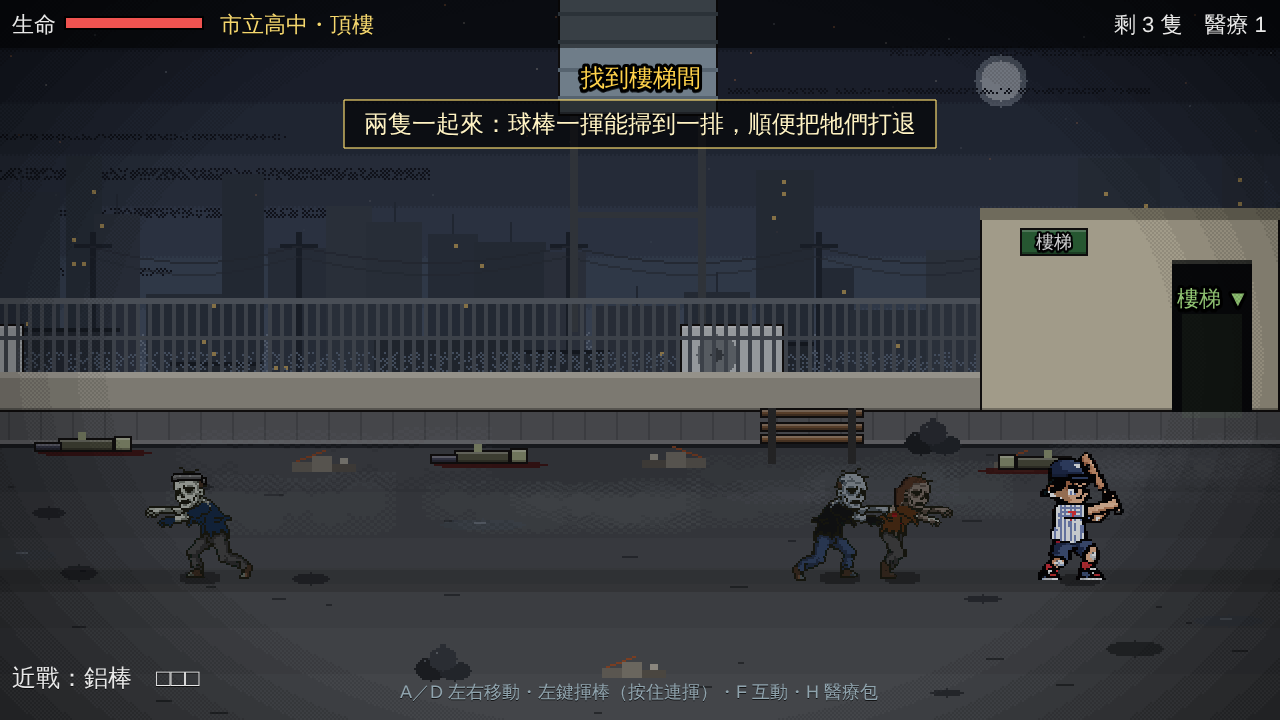 生命
市立高中・頂樓
剩 3 隻
醫療 1
找到樓梯間
兩隻一起來：球棒一揮能掃到一排，順便把牠們打退
樓梯
樓梯 ▼
近戰：鋁棒 □□□
A／D 左右移動・左鍵揮棒（按住連揮）・F 互動・H 醫療包